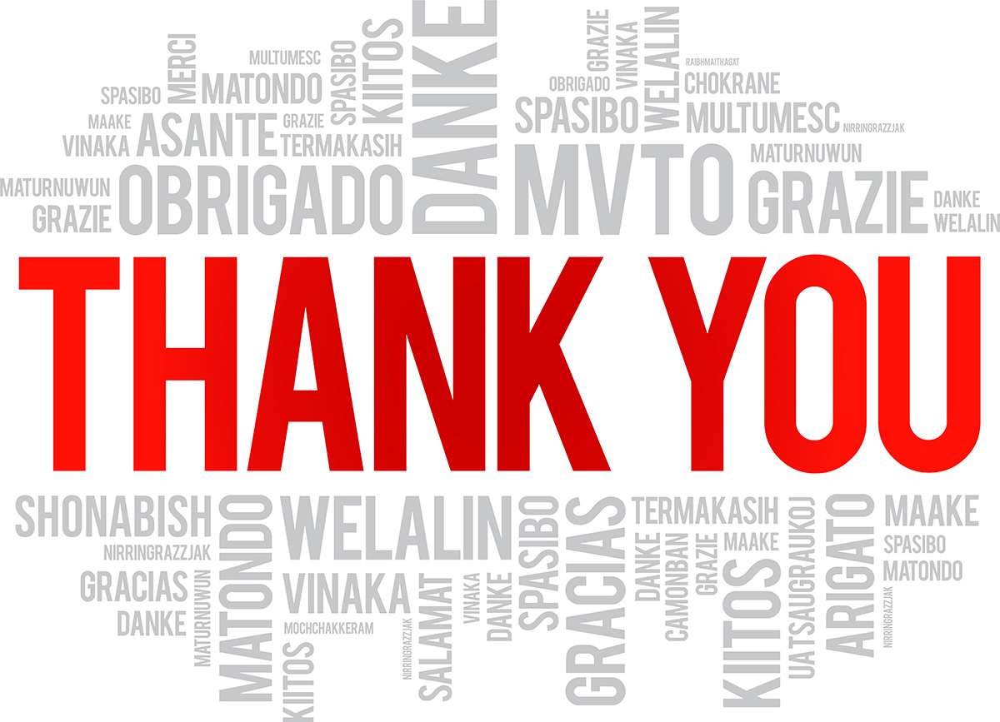 DANKE
KIITOS
SPASIBO
MERCI
MULTUMESC
MATONDO
SPASIBO
MAAKE
ASANTE
GRAZIE
VINAKA
TERMAKASIH
MATURNUWUN
OBRIGADO
GRAZIE
GRAZIE
VINAKA
WELALIN
RAIBHMAITHAGAT
OBRIGADO
CHOKRANE
SPASIBO
MULTUMESC
NIRRINGRAZZJAK
MVTO
MATURNUWUN
GRAZIE
DANKE
WELALIN
THANK YOU
SHONABISH
NIRRINGRAZZJAK
GRACIAS
MATURNUWUN
DANKE
MATONDO
WELALIN
VINAKA
MOCHCHAKKERAM
KIITOS
NIRRINGRAZZJAK
SALAMAT
VINAKA
DANKE
SPASIBO
GRACIAS
TERMAKASIH
DANKE
CAMONBAN
GRAZIE
MAAKE
KIITOS
UATSAUGRAUKOJ
ARIGATO
MAAKE
SPASIBO
MATONDO
NIRRINGRAZZJAK